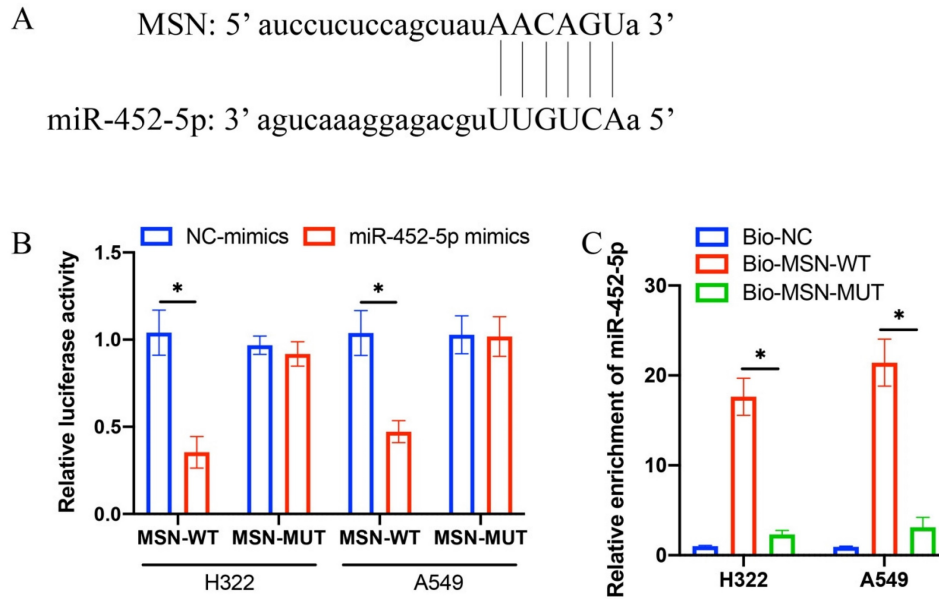 A
MSN: 5’ auccucuccagcuauAACAGUa 3’
miR-452-5p: 3’ agucaaaggagacguUUGUCAa 5’
B
NC-mimics
miR-452-5p mimics
Relative luciferase activity
1.5
1.0
0.5
0.0
*
*
MSN-WT MSN-MUT MSN-WT MSN-MUT
H322 A549
C
Bio-NC
Bio-MSN-WT
Bio-MSN-MUT
Relative enrichment of miR-452-5p
30
20
10
0
*
*
H322 A549